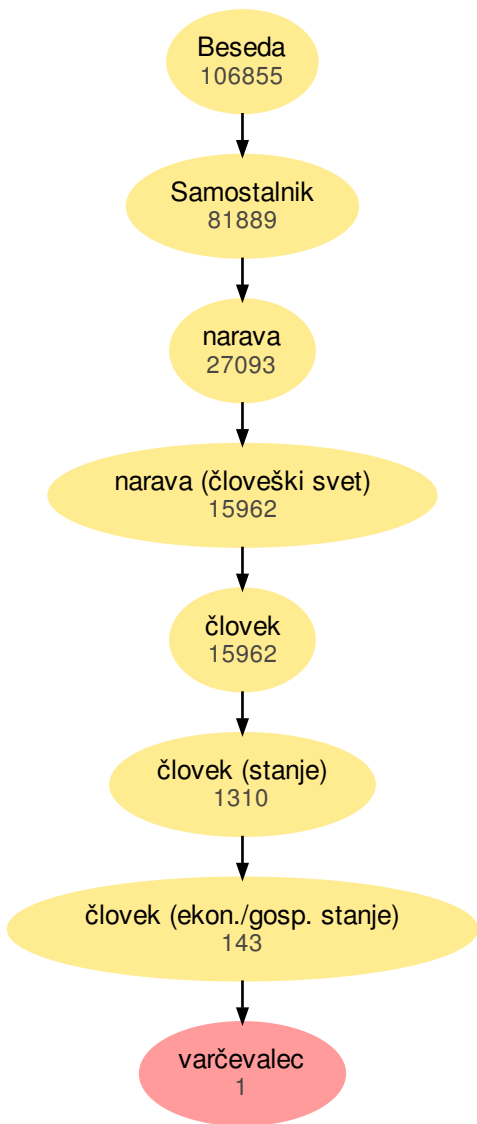 Beseda
106855
Samostalnik
81889
narava
27093
narava (človeški svet)
15962
človek
15962
človek (stanje)
1310
človek (ekon./gosp. stanje)
143
varčevalec
1